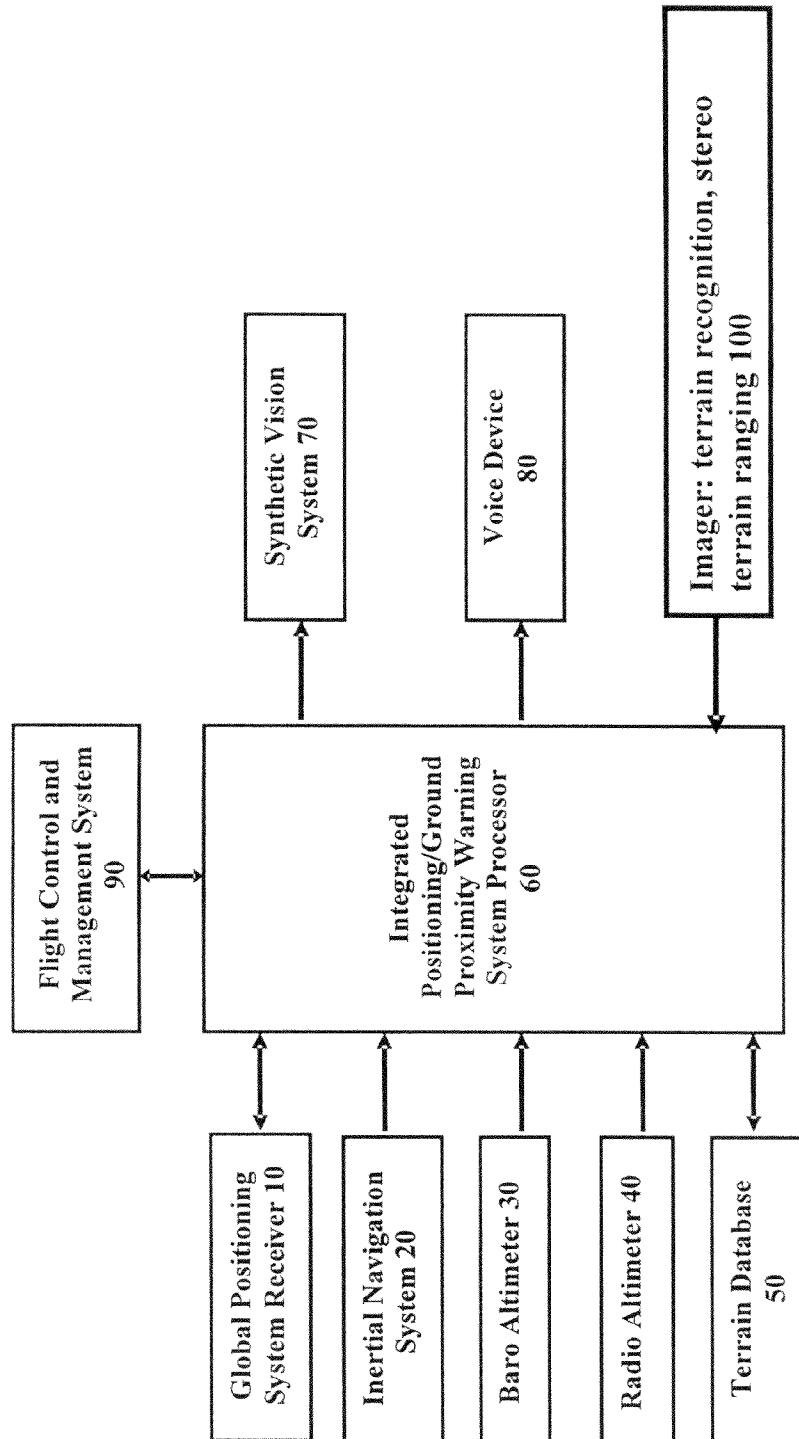 Flight Control and
Management System
90
Global Positioning
System Receiver 10
Inertial Navigation
System 20
Baro Altimeter 30
Radio Altimeter 40
Terrain Database
50
Integrated
Positioning/Ground
Proximity Warning
System Processor
60
Synthetic Vision
System 70
Voice Device
80
Imager: terrain recognition, stereo
terrain ranging 100